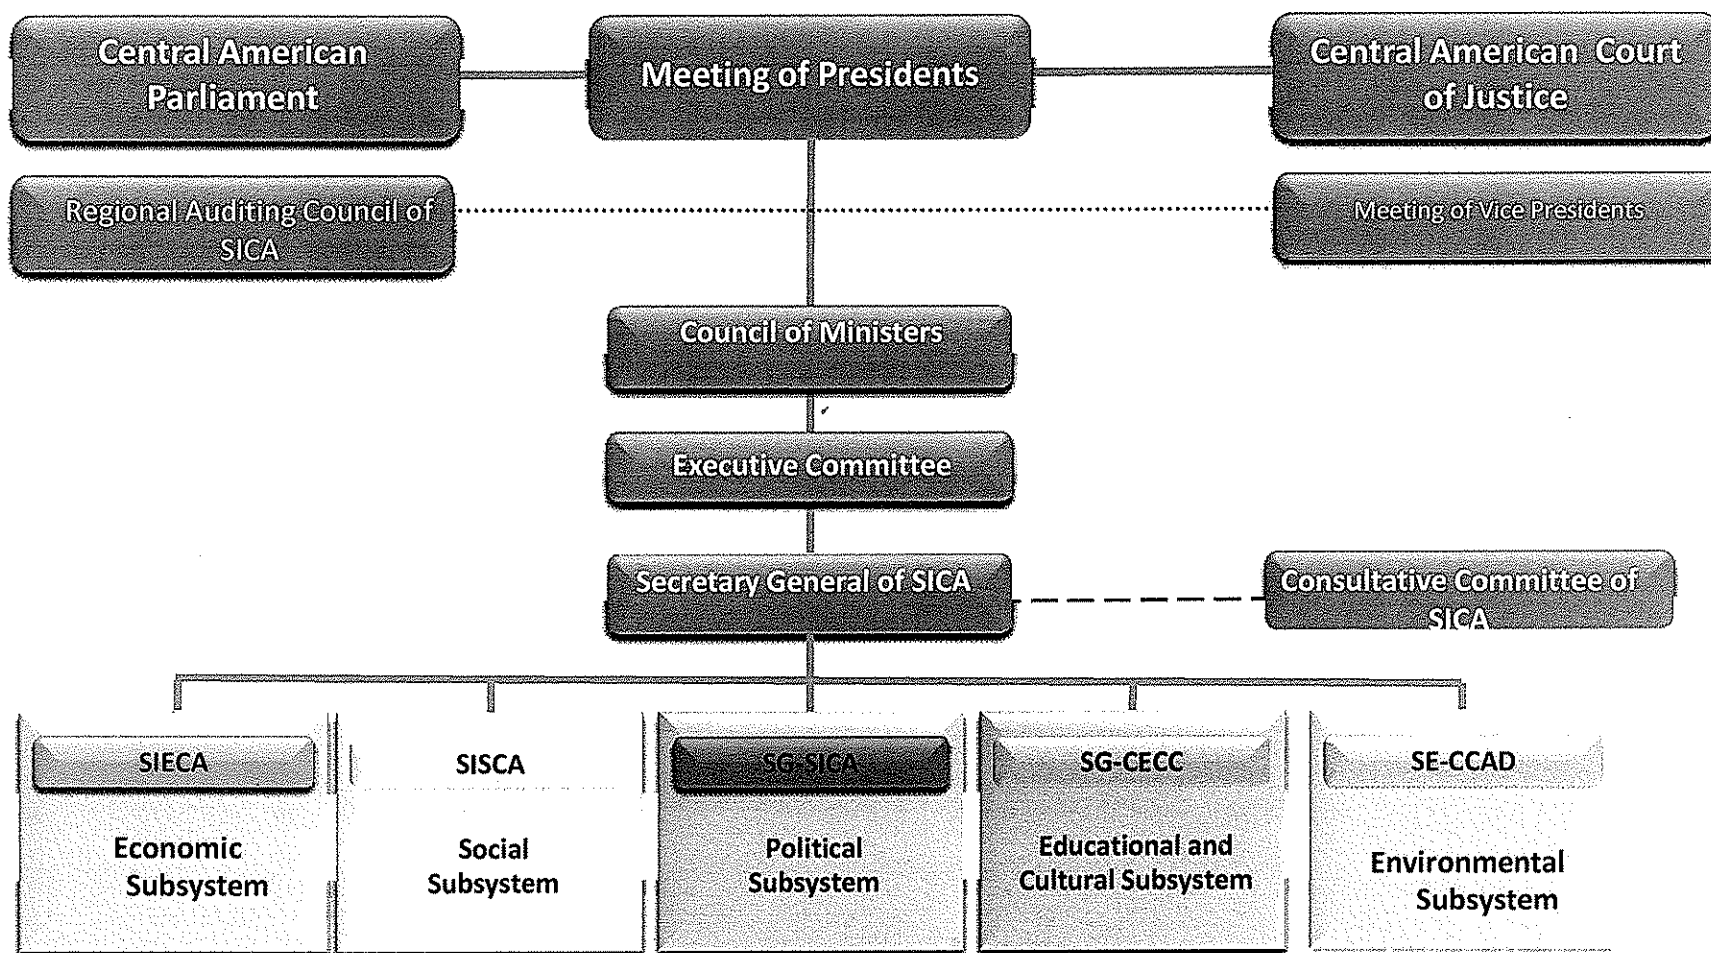 Central American
Parliament
Meeting of Presidents
Central American Court
of Justice
Regional Auditing Council of
SICA
Meeting of Vice Presidents
Council of Ministers
Executive Committee
Secretary General of SICA
Consultative Committee of
SICA
SIECA
SISCA
SG-SICA
SG-CECC
SE-CCAD
Economic
Subsystem
Social
Subsystem
Political
Subsystem
Educational and
Cultural Subsystem
Environmental
Subsystem